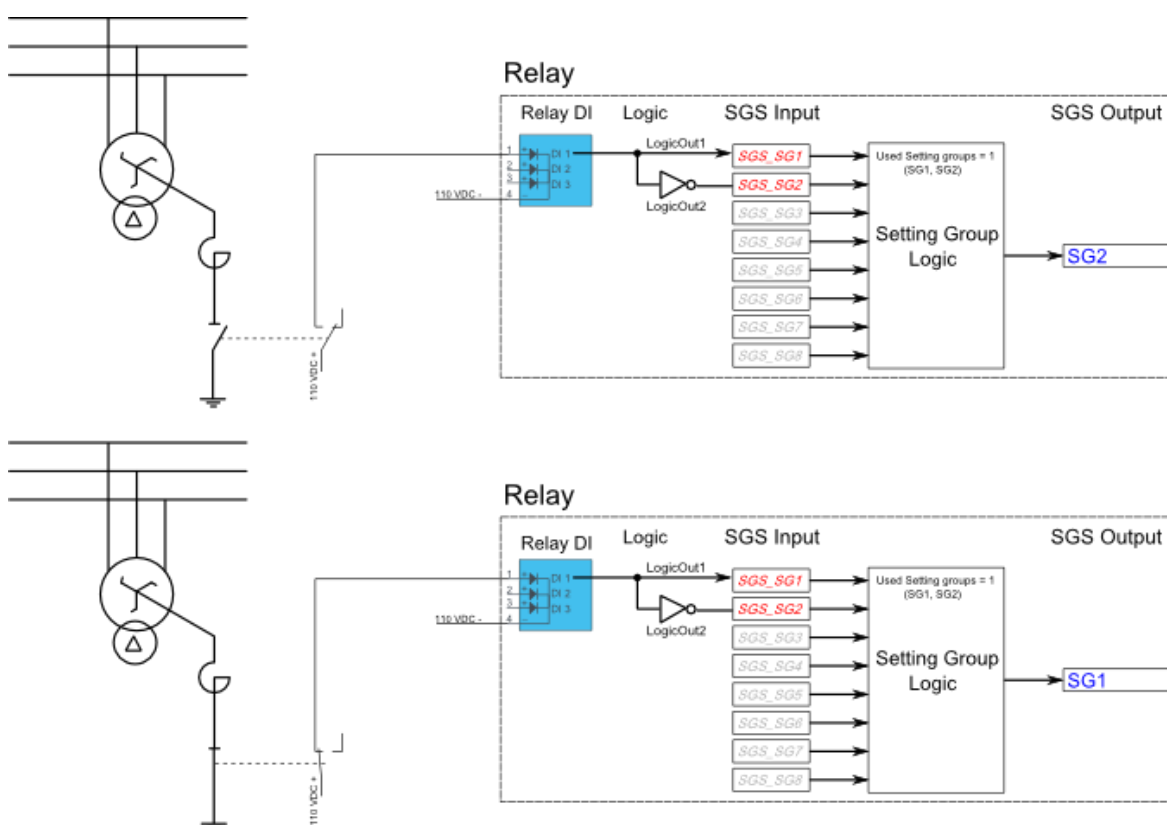 Relay
Relay DI
Logic
SGS Input
SGS Output
1
2
3
4
+
+
+
-
DI 1
DI 2
DI 3
110 VDC -
110 VDC +
LogicOut1
LogicOut2
SGS_SG1
SGS_SG2
SGS_SG3
SGS_SG4
SGS_SG5
SGS_SG6
SGS_SG7
SGS_SG8
Used Setting groups = 1
(SG1, SG2)
Setting Group
Logic
SG2
Relay
Relay DI
Logic
SGS Input
SGS Output
1
2
3
4
+
+
+
-
DI 1
DI 2
DI 3
110 VDC -
110 VDC +
LogicOut1
LogicOut2
SGS_SG1
SGS_SG2
SGS_SG3
SGS_SG4
SGS_SG5
SGS_SG6
SGS_SG7
SGS_SG8
Used Setting groups = 1
(SG1, SG2)
Setting Group
Logic
SG1